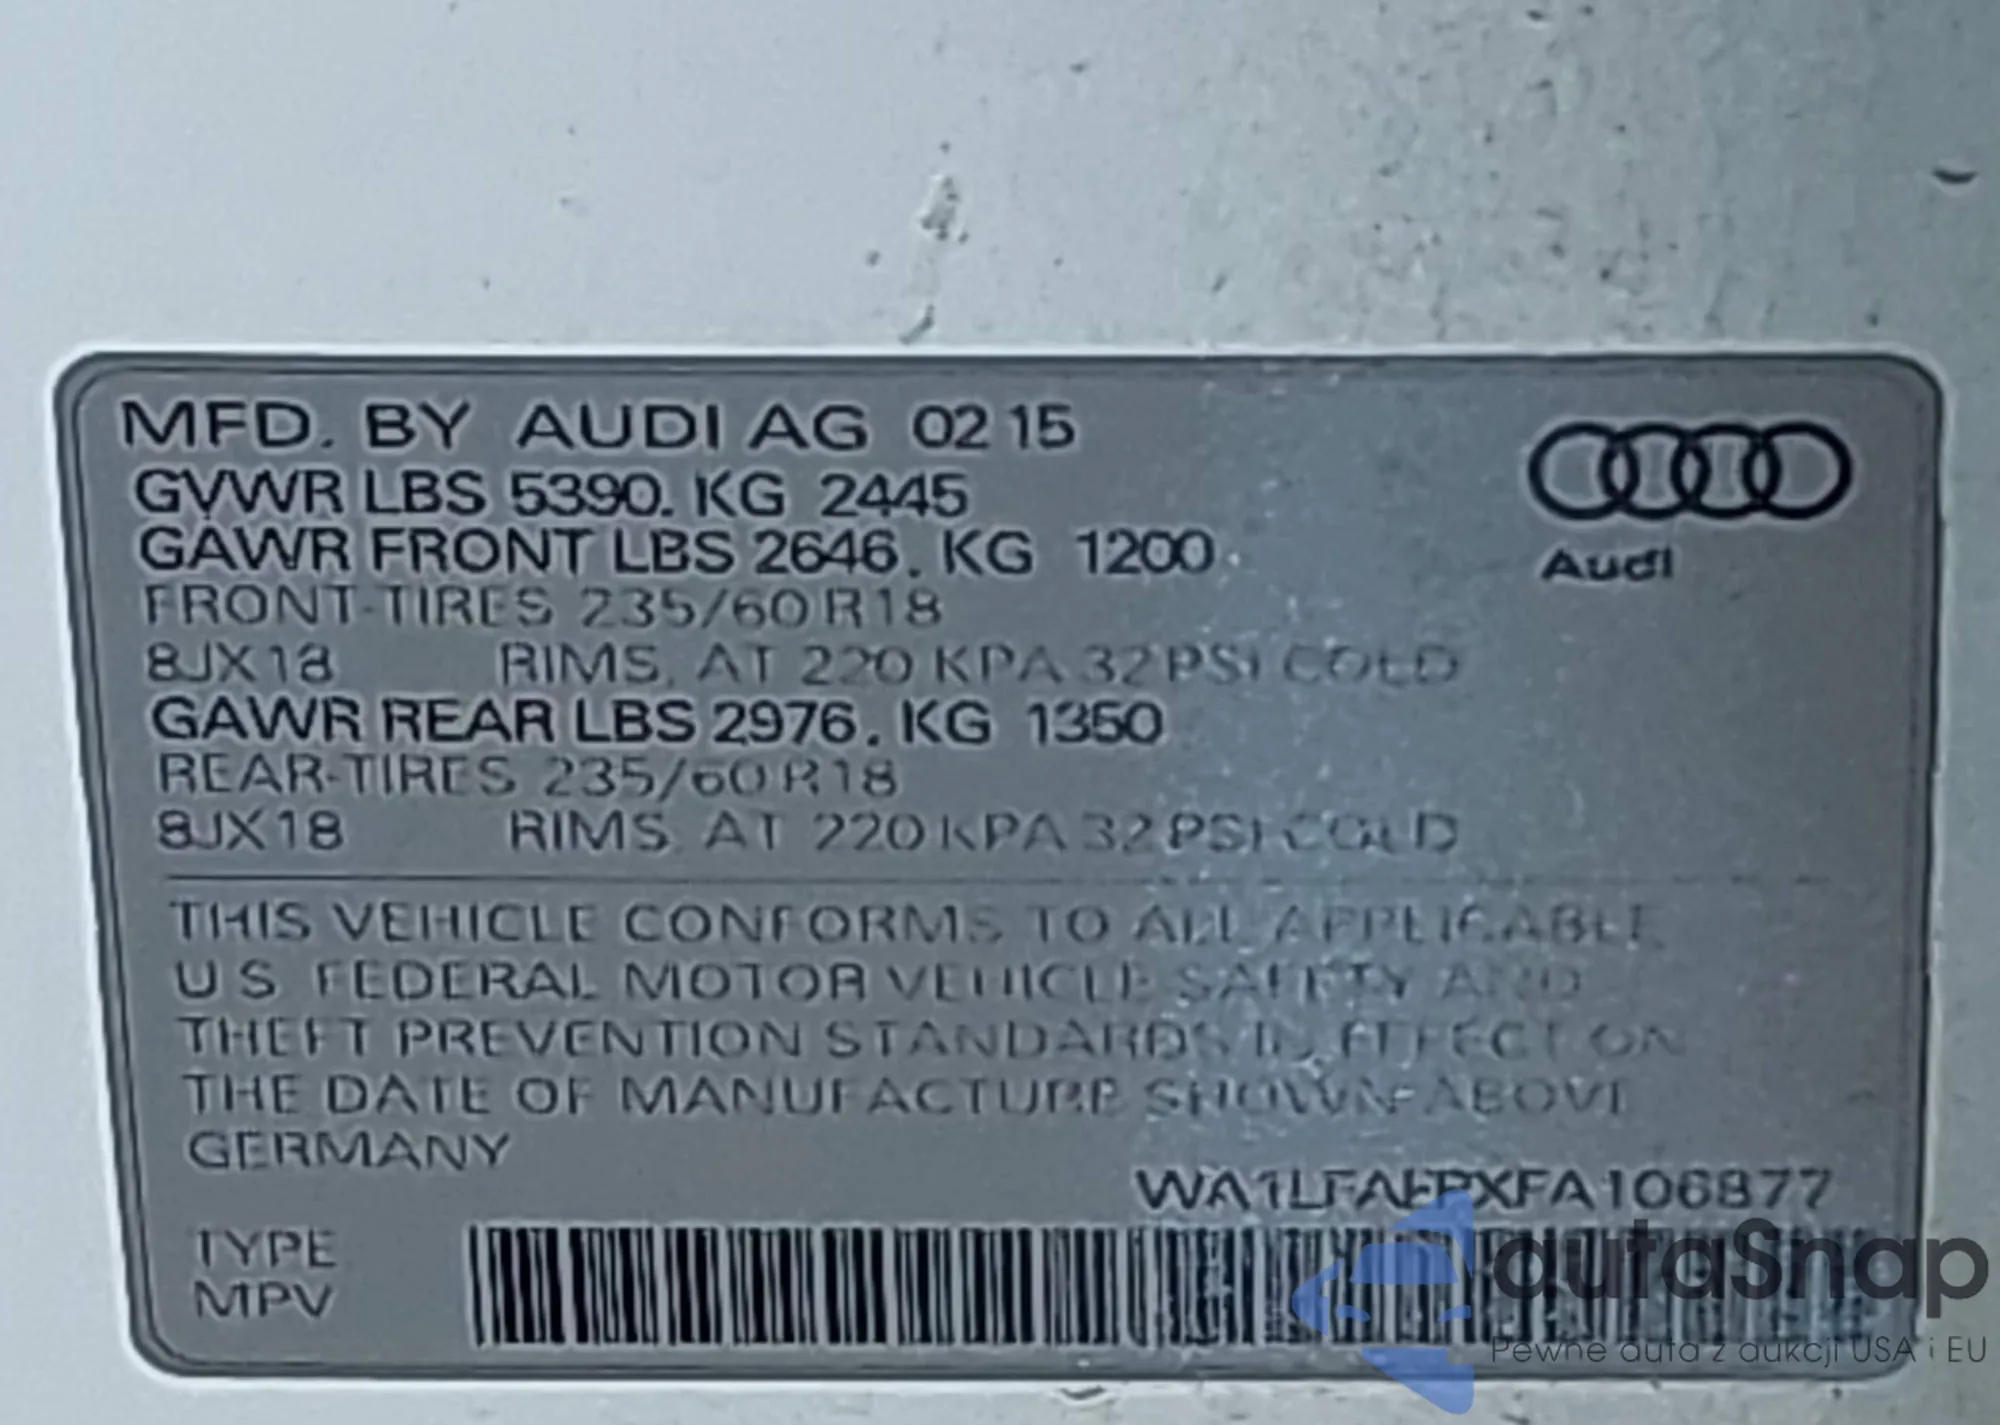 MFD. BY AUDI AG 02 15
GVWR LBS 5390. KG 2445
GAWR FRONT LBS 2646. KG 1200
Audi
FRONT-TIRES 235/60 R18
8JX18 RIMS. AT 220 KPA 32 PSI COLD
GAWR REAR LBS 2976. KG 1350
REAR-TIRES 235/60 R18
8JX18 RIMS. AT 220 KPA 32 PSI COLD
THIS VEHICLE CONFORMS TO ALL APPLICABLE
U S FEDERAL MOTOR VEHICLE SAFETY AND
THEFT PREVENTION STANDARDS IN EFFECT ON
THE DATE OF MANUFACTURE SHOWN ABOVE
GERMANY
TYPE
MPV
autaSnap
Pewne auta z aukcji USA i EU